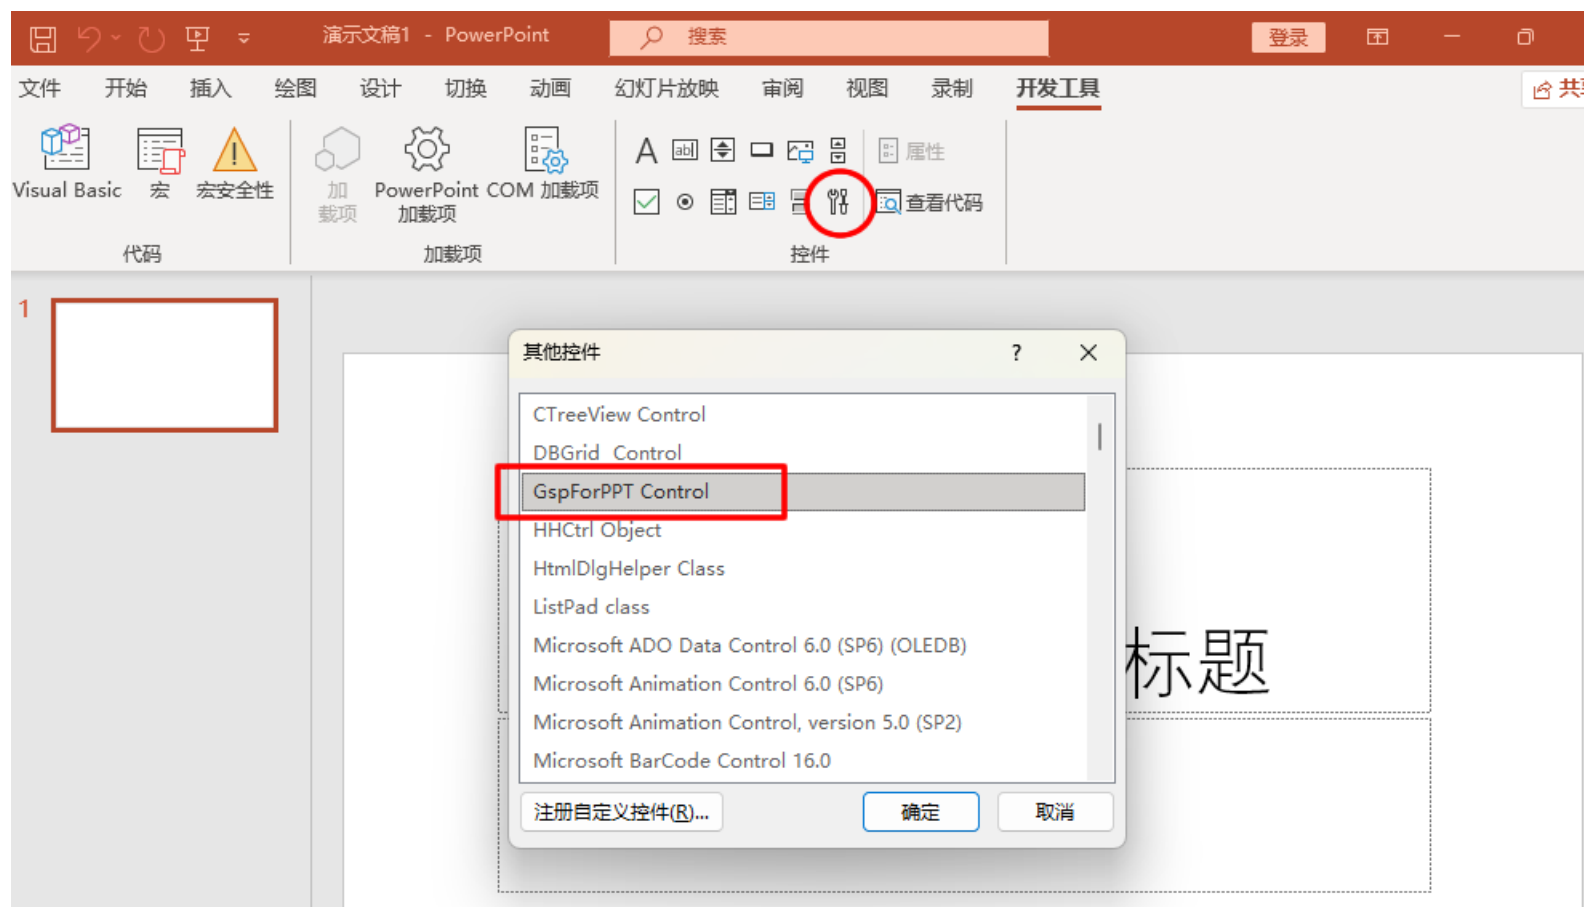 演示文稿1 - PowerPoint
搜索
登录
文件 开始 插入 绘图 设计 切换 动画 幻灯片放映 审阅 视图 录制 开发工具
Visual Basic
宏
宏安全性
代码
加
载项
PowerPoint
加载项
COM 加载项
加载项
A
abl
属性
查看代码
控件
1
其他控件
?
CTreeView Control
DBGrid  Control
GspForPPT Control
HHCtrl Object
HtmlDlgHelper Class
ListPad class
Microsoft ADO Data Control 6.0 (SP6) (OLEDB)
Microsoft Animation Control 6.0 (SP6)
Microsoft Animation Control, version 5.0 (SP2)
Microsoft BarCode Control 16.0
注册自定义控件(R)...
确定
取消
标题